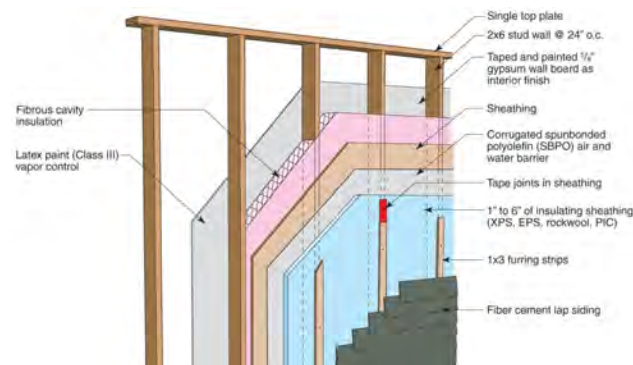 Single top plate
2x6 stud wall @ 24" o.c.
Taped and painted ⅝"
gypsum wall board as
interior finish
Fibrous cavity
insulation
Sheathing
Corrugated spunbonded
polyolefin (SBPO) air and
water barrier
Latex paint (Class III)
vapor control
Tape joints in sheathing
1" to 6" of insulating sheathing
(XPS, EPS, rockwool, PIC)
1x3 furring strips
Fiber cement lap siding